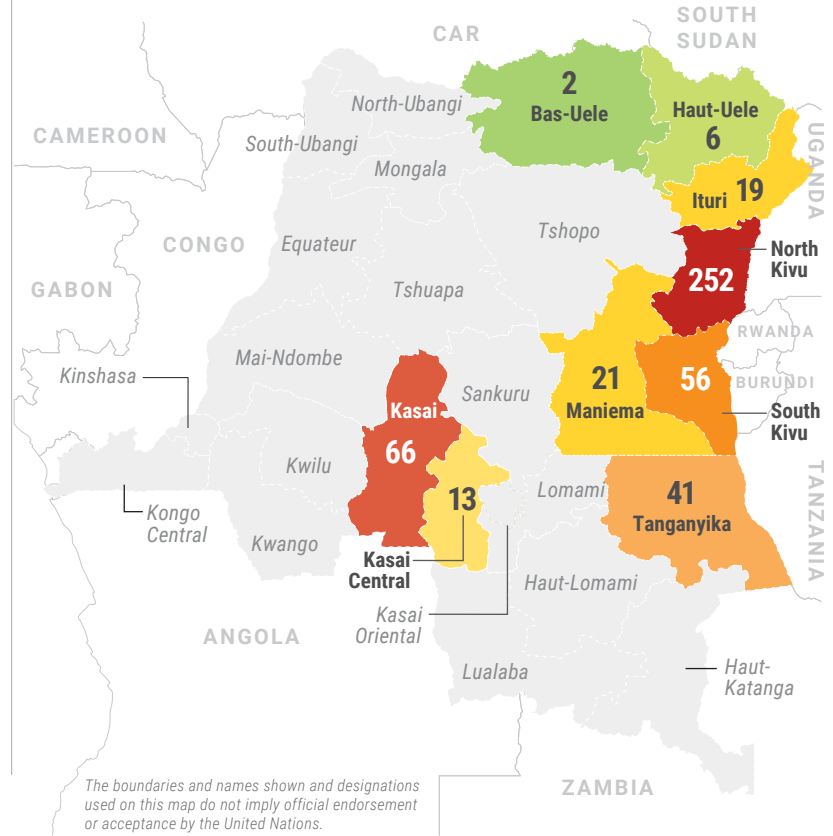 CAR
SOUTH
SUDAN
2
Bas-Uele
Haut-Uele
6
North-Ubangi
CAMEROON
South-Ubangi
Mongala
UGANDA
Ituri 19
CONGO
Equateur
Tshopo
North
Kivu
252
GABON
Tshuapa
RWANDA
Mai-Ndombe
Kinshasa
Sankuru
21
Maniema
56
BURUNDI
South
Kivu
Kasai
66
Kwilu
13
Lomami
41
Tanganyika
TANZANIA
Kongo
Central
Kwango
Kasai
Central
Haut-Lomami
Kasai
Oriental
ANGOLA
Lualaba
Haut-
Katanga
ZAMBIA
The boundaries and names shown and designations
used on this map do not imply official endorsement
or acceptance by the United Nations.